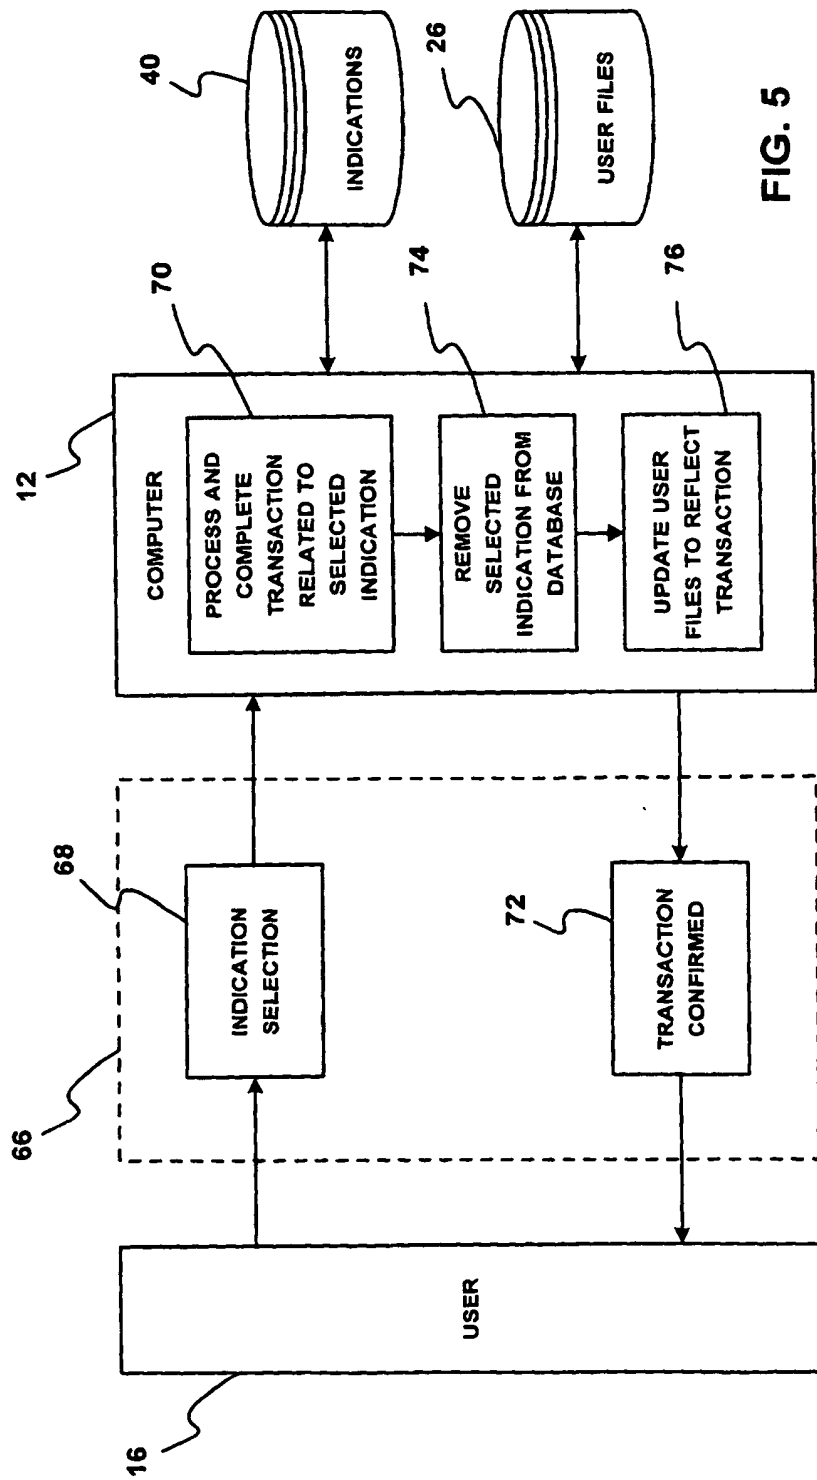 12
COMPUTER
70
PROCESS AND
COMPLETE
TRANSACTION
RELATED TO
SELECTED
INDICATION
74
REMOVE
SELECTED
INDICATION FROM
DATABASE
76
UPDATE USER
FILES TO REFLECT
TRANSACTION
40
INDICATIONS
26
USER FILES
66
68
INDICATION
SELECTION
72
TRANSACTION
CONFIRMED
16
USER
FIG. 5